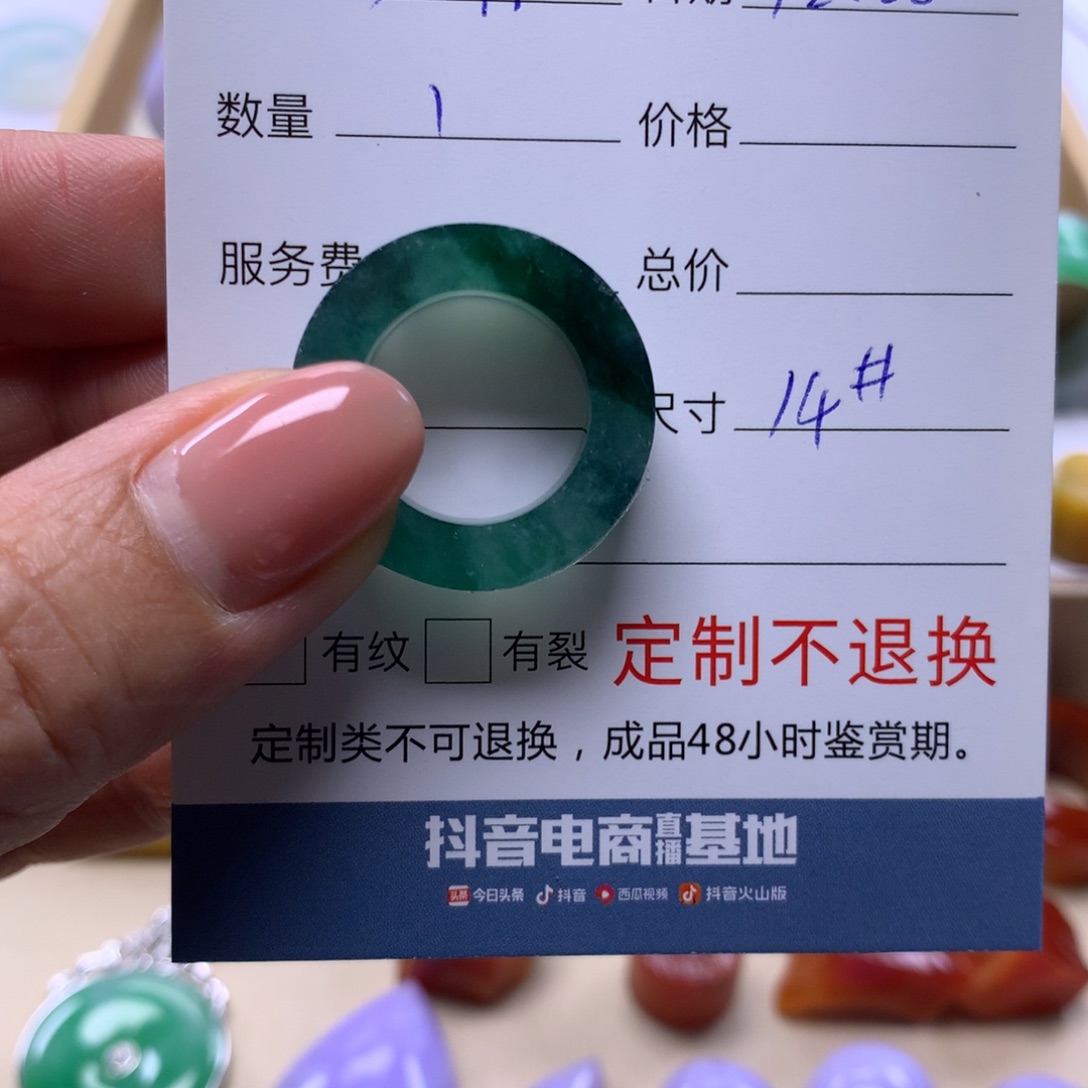 数量 1 价格
服务费 总价
尺寸 14#
有纹 有裂 定制不退换
定制类不可退换，成品48小时鉴赏期。
抖音电商直播基地
头条 今日头条 抖音 西瓜视频 抖音火山版